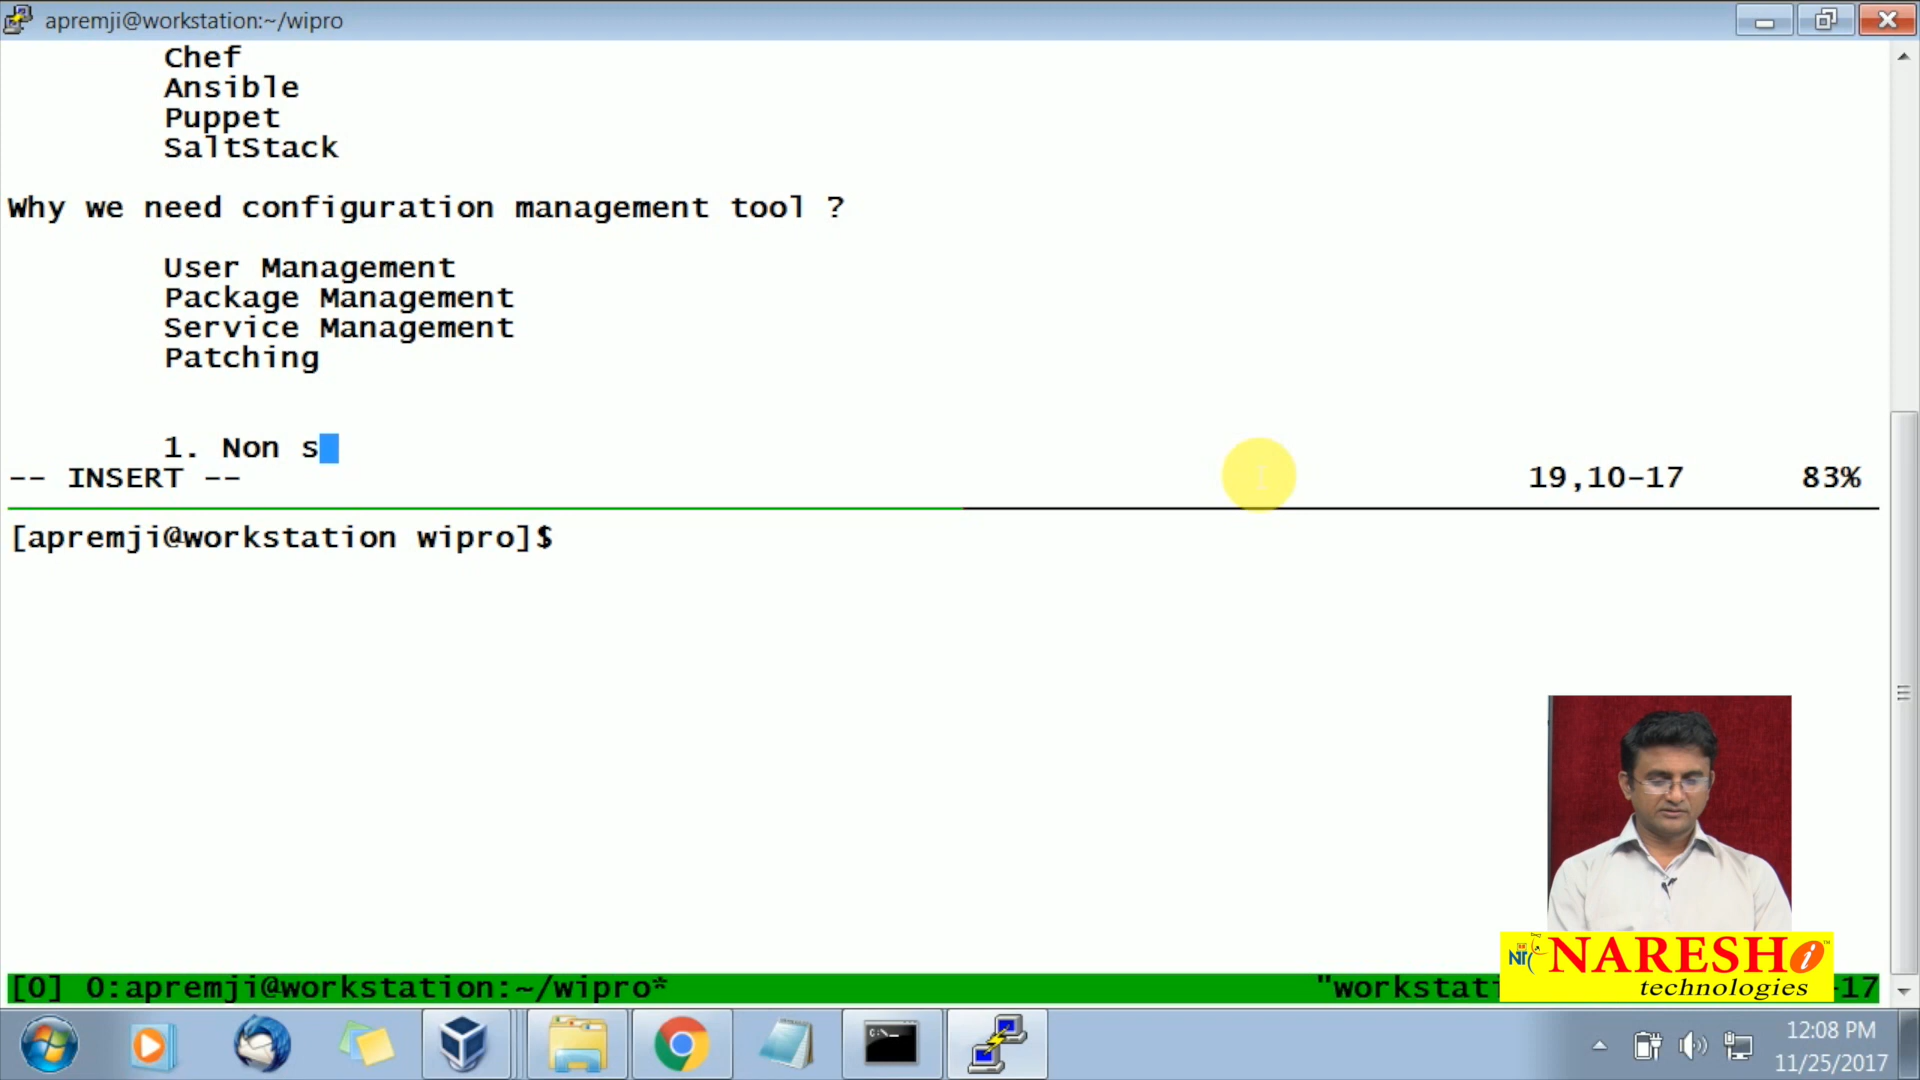 apremji@workstation:~/wipro
Chef
Ansible
Puppet
SaltStack
Why we need configuration management tool ?
User Management
Package Management
Service Management
Patching
1. Non s
-- INSERT -- 19,10-17 83%
[apremji@workstation wipro]$
NARESH i
technologies
[0] 0:apremji@workstation:~/wipro* "workstat -17
12:08 PM
11/25/2017